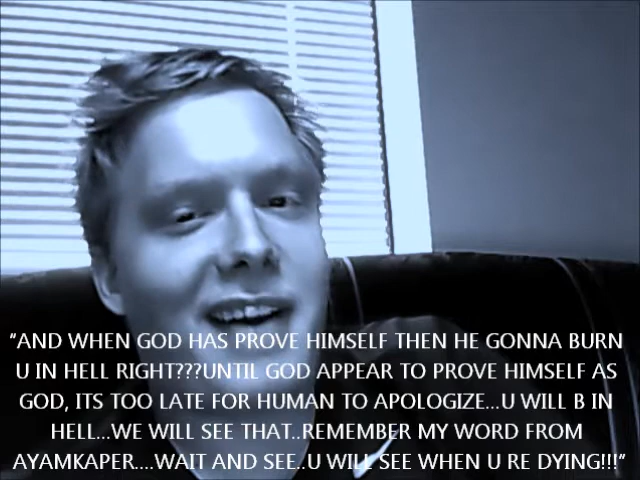 “AND WHEN GOD HAS PROVE HIMSELF THEN HE GONNA BURN
U IN HELL RIGHT???UNTIL GOD APPEAR TO PROVE HIMSELF AS
GOD, ITS TOO LATE FOR HUMAN TO APOLOGIZE...U WILL B IN
HELL...WE WILL SEE THAT..REMEMBER MY WORD FROM
AYAMKAPER....WAIT AND SEE..U WILL SEE WHEN U RE DYING!!!”